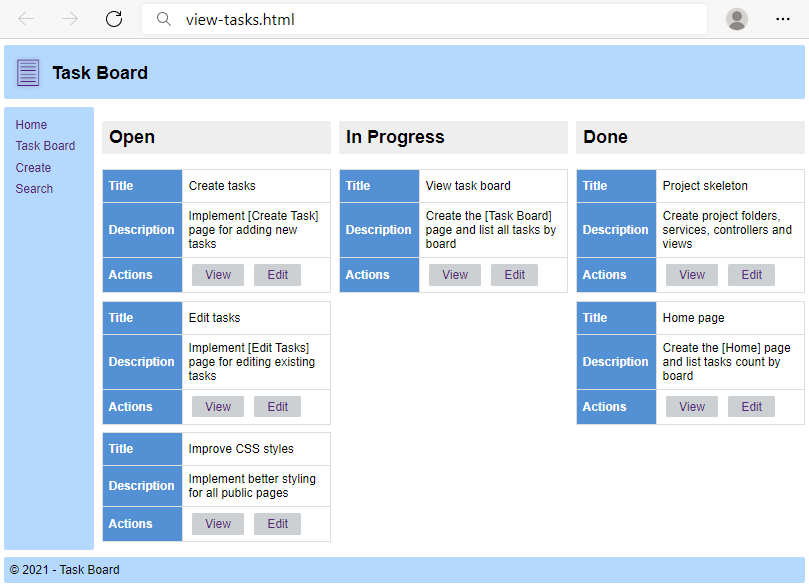 view-tasks.html
Task Board
Home
Task Board
Create
Search
Open
Title
Create tasks
Description
Implement [Create Task]
page for adding new
tasks
Actions
View
Edit
Title
Edit tasks
Description
Implement [Edit Tasks]
page for editing existing
tasks
Actions
View
Edit
Title
Improve CSS styles
Description
Implement better styling
for all public pages
Actions
View
Edit
In Progress
Title
View task board
Description
Create the [Task Board]
page and list all tasks by
board
Actions
View
Edit
Done
Title
Project skeleton
Description
Create project folders,
services, controllers and
views
Actions
View
Edit
Title
Home page
Description
Create the [Home] page
and list tasks count by
board
Actions
View
Edit
© 2021 - Task Board